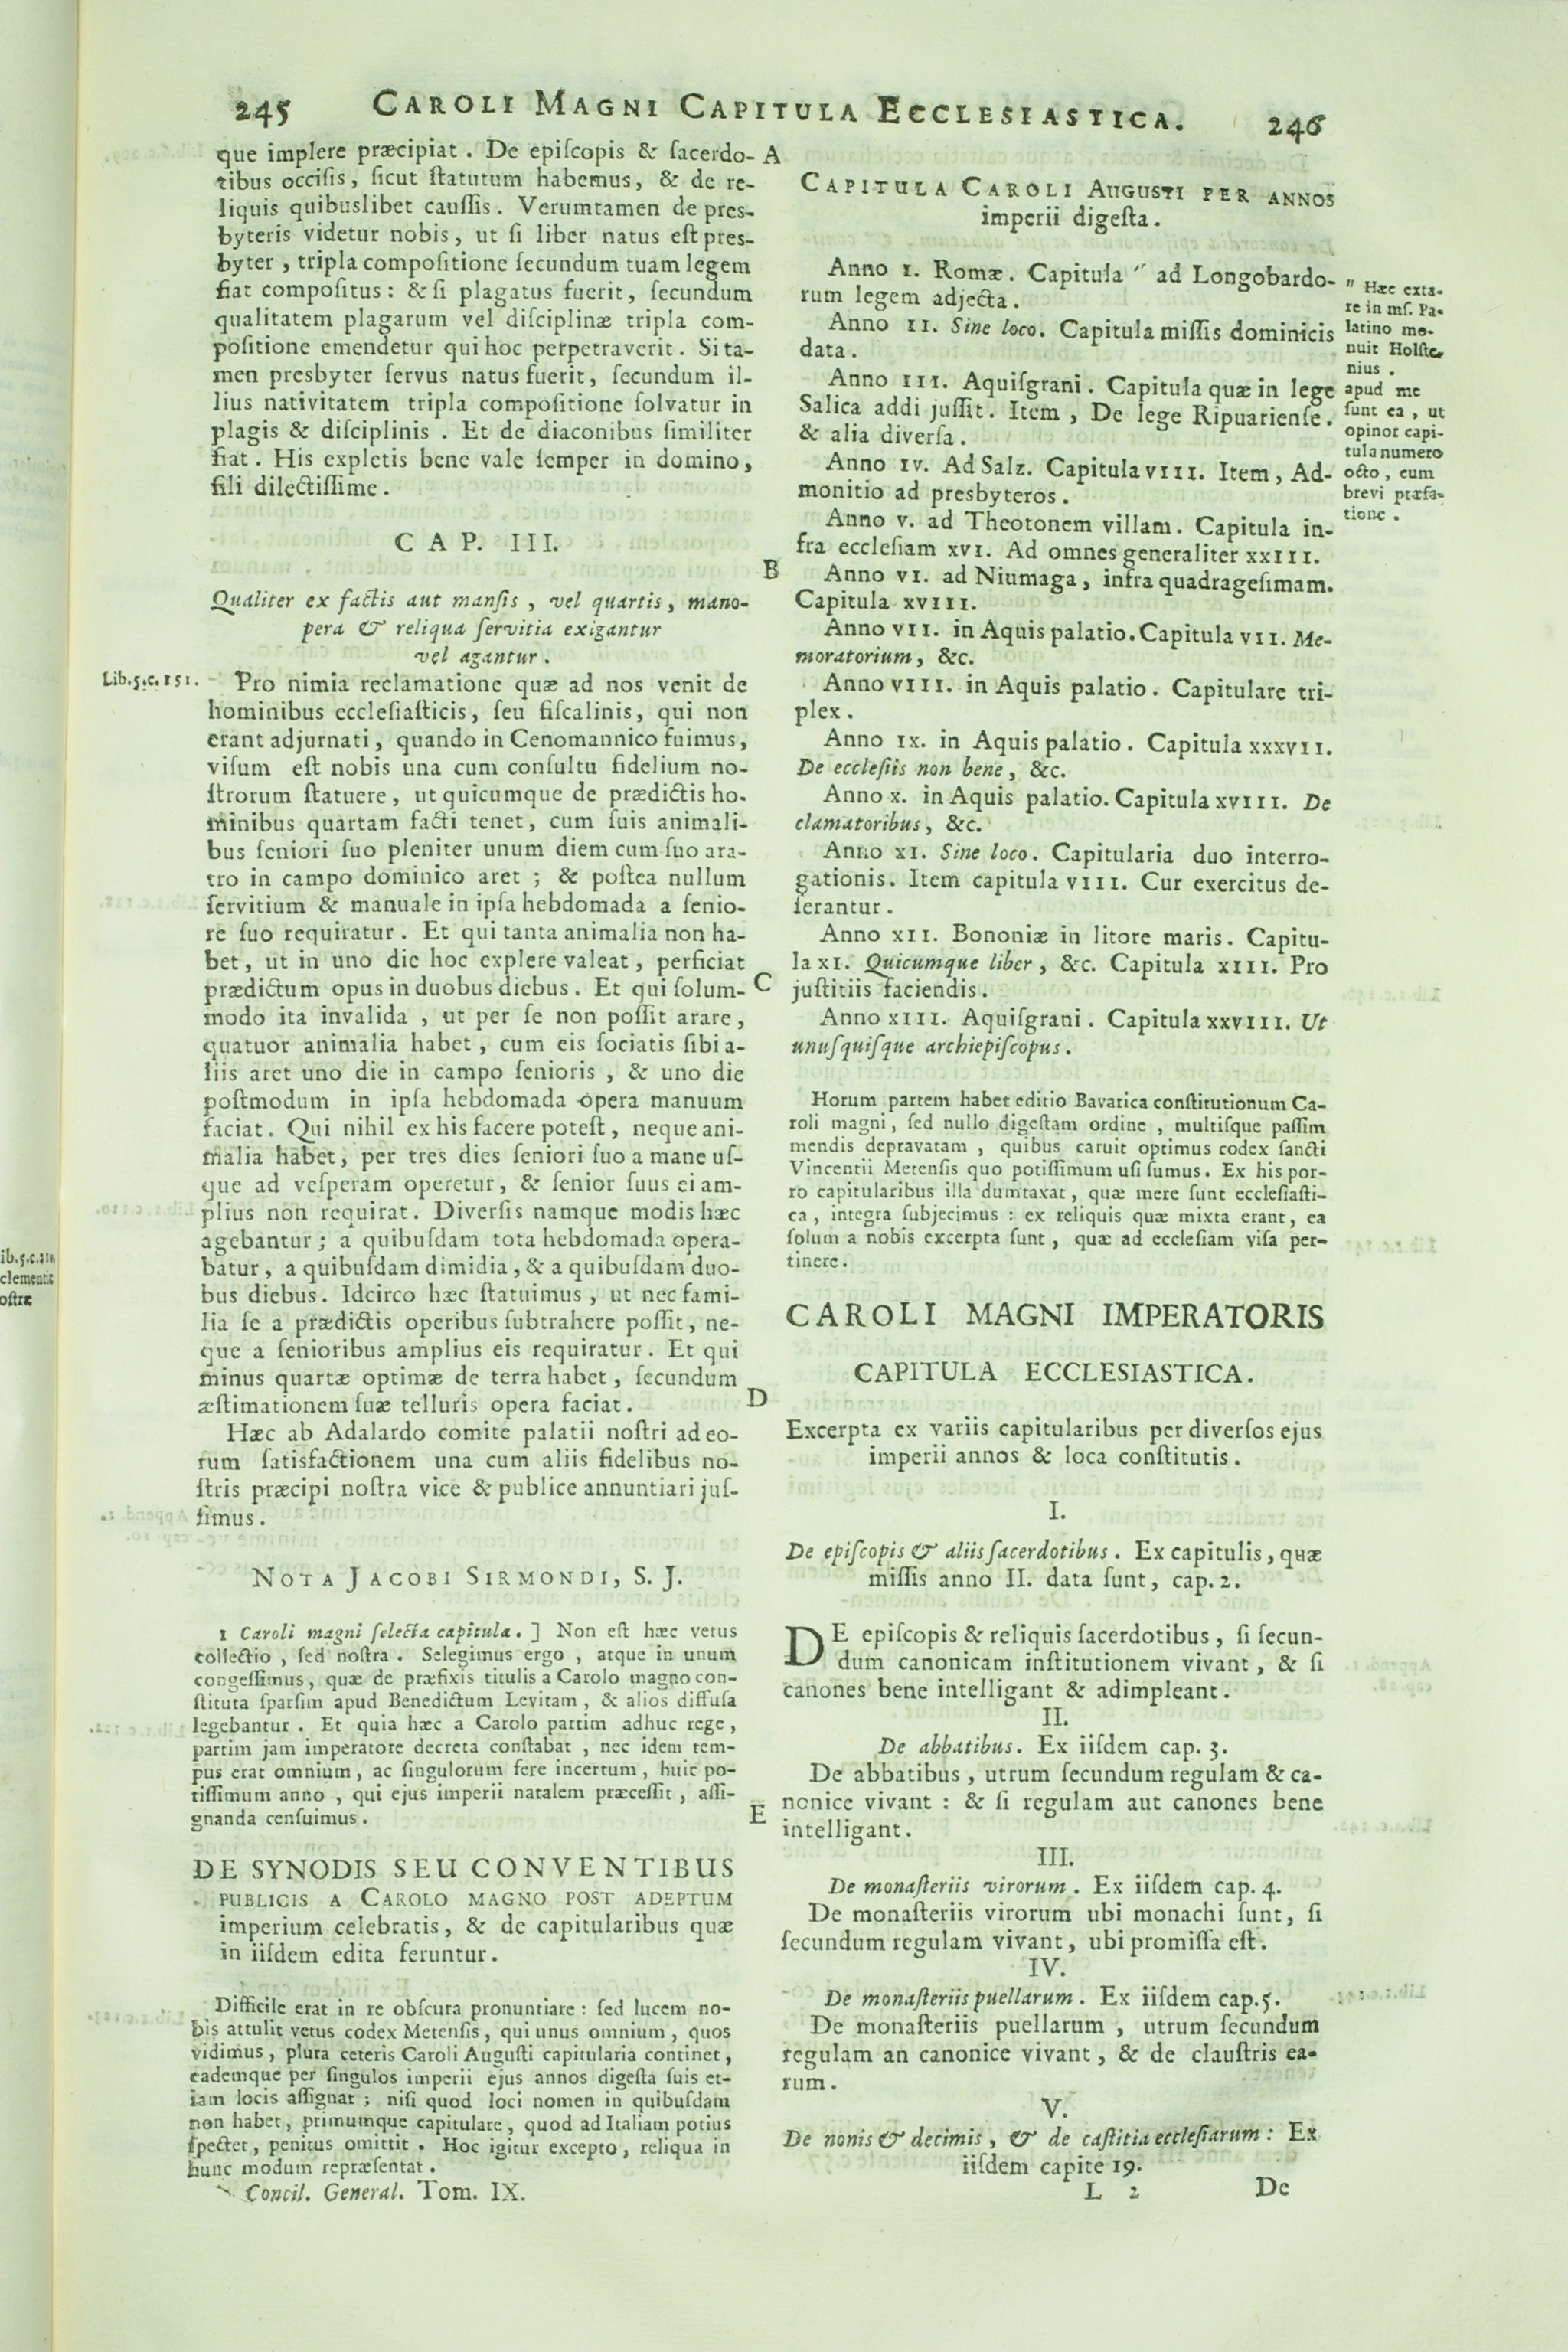 245 CAROLI MAGNI CAPITULA ECCLESIASTICA. 246
que implere præcipiat. De epiſcopis & ſacerdo-
tibus occiſis, ſicut ſtatutum habemus, & de re-
liquis quibuslibet cauſſis. Verumtamen de pres-
byteris videtur nobis, ut ſi liber natus eſt pres-
byter, tripla compoſitione ſecundum tuam legem
fiat compoſitus: & ſi plagatus fuerit, ſecundum
qualitatem plagarum vel diſciplinæ tripla com-
poſitione emendetur qui hoc perpetraverit. Si ta-
men presbyter ſervus natus fuerit, ſecundum il-
lius nativitatem tripla compoſitione ſolvatur in
plagis & diſciplinis. Et de diaconibus ſimiliter
fiat. His expletis bene vale ſemper in domino,
fili dilectiſſime.
CAP. III.
Qualiter ex factis aut manſis, vel quartis, mano-
pera & reliqua ſervitia exigantur
vel agantur.
Lib.5.c.151.
Pro nimia reclamatione quæ ad nos venit de
hominibus eccleſiaſticis, ſeu fiſcalinis, qui non
erant adjurnati, quando in Cenomannico fuimus,
viſum eſt nobis una cum conſultu fidelium no-
ſtrorum ſtatuere, ut quicumque de prædictis ho-
minibus quartam facti tenet, cum ſuis animali-
bus ſeniori ſuo pleniter unum diem cum ſuo ara-
tro in campo dominico aret; & poſtea nullum
ſervitium & manuale in ipſa hebdomada a ſenio-
re ſuo requiratur. Et qui tanta animalia non ha-
bet, ut in uno die hoc explere valeat, perficiat
prædictum opus in duobus diebus. Et qui ſolum-
modo ita invalida, ut per ſe non poſſit arare,
quatuor animalia habet, cum eis ſociatis ſibi a-
liis aret uno die in campo ſenioris, & uno die
poſtmodum in ipſa hebdomada opera manuum
faciat. Qui nihil ex his facere poteſt, neque ani-
malia habet, per tres dies ſeniori ſuo a mane uſ-
que ad veſperam operetur, & ſenior ſuus ei am-
plius non requirat. Diverſis namque modis hæc
agebantur; a quibuſdam tota hebdomada opera-
batur, a quibuſdam dimidia, & a quibuſdam duo-
bus diebus. Idcirco hæc ſtatuimus, ut nec fami-
lia ſe a prædictis operibus ſubtrahere poſſit, ne-
que a ſenioribus amplius eis requiratur. Et qui
minus quartæ optimæ de terra habet, ſecundum
æſtimationem ſuæ telluris opera faciat.
Hæc ab Adalardo comite palatii noſtri ad eo-
rum ſatisfactionem una cum aliis fidelibus no-
ſtris præcipi noſtra vice & publice annuntiari juſ-
ſimus.
NOTA JACOBI SIRMONDI, S. J.
1 Caroli magni ſelecta capitula.] Non eſt hæc vetus
collectio, ſed noſtra. Selegimus ergo, atque in unum
congeſſimus, quæ de præfixis titulis a Carolo magno con-
ſtituta ſparſim apud Benedictum Levitam, & alios diffuſa
legebantur. Et quia hæc a Carolo partim adhuc rege,
partim jam imperatore decreta conſtabat, nec idem tem-
pus erat omnium, ac ſingulorum fere incertum, huic po-
tiſſimum anno, qui ejus imperii natalem præceſſit, aſſi-
gnanda cenſuimus.
DE SYNODIS SEU CONVENTIBUS
PUBLICIS A CAROLO MAGNO POST ADEPTUM
imperium celebratis, & de capitularibus quæ
in iiſdem edita feruntur.
Difficile erat in re obſcura pronuntiare: ſed lucem no-
bis attulit vetus codex Metenſis, qui unus omnium, quos
vidimus, plura ceteris Caroli Auguſti capitularia continet,
eademque per ſingulos imperii ejus annos digeſta ſuis et-
iam locis aſſignat; niſi quod loci nomen in quibuſdam
non habet, primumque capitulare, quod ad Italiam potius
ſpectet, penitus omittit. Hoc igitur excepto, reliqua in
hunc modum repræſentat.
Concil. General. Tom. IX.
A
B
C
D
E
CAPITULA CAROLI AUGUSTI PER ANNOS
imperii digeſta.
Anno I. Romæ. Capitula " ad Longobardo-
rum legem adjecta.
Anno II. Sine loco. Capitula miſſis dominicis
data.
Anno III. Aquiſgrani. Capitula quæ in lege
Salica addi juſſit. Item, De lege Ripuarienſe.
& alia diverſa.
Anno IV. Ad Salz. Capitula VIII. Item, Ad-
monitio ad presbyteros.
Anno V. ad Theotonem villam. Capitula in-
fra eccleſiam XVI. Ad omnes generaliter XXIII.
Anno VI. ad Niumaga, infra quadrageſimam.
Capitula XVIII.
Anno VII. in Aquis palatio. Capitula VII. Me-
moratorium, &c.
Anno VIII. in Aquis palatio. Capitulare tri-
plex.
Anno IX. in Aquis palatio. Capitula XXXVII.
De eccleſiis non bene, &c.
Anno X. in Aquis palatio. Capitula XVIII. De
clamatoribus, &c.
Anno XI. Sine loco. Capitularia duo interro-
gationis. Item capitula VIII. Cur exercitus de-
ferantur.
Anno XII. Bononiæ in litore maris. Capitu-
la XI. Quicumque liber, &c. Capitula XIII. Pro
juſtitiis faciendis.
Anno XIII. Aquiſgrani. Capitula XXVIII. Ut
unuſquiſque archiepiſcopus.
" Hæc exta-
re in mſ. Pa-
latino mo-
nuit Holſte-
nius.
apud me
ſunt ea, ut
opinor capi-
tula numero
octo, cum
brevi præfa-
tione.
Horum partem habet editio Bavarica conſtitutionum Ca-
roli magni, ſed nullo digeſtam ordine, multiſque paſſim
mendis depravatam, quibus caruit optimus codex ſancti
Vincentii Metenſis quo potiſſimum uſi ſumus. Ex his por-
ro capitularibus illa dumtaxat, quæ mere ſunt eccleſiaſti-
ca, integra ſubjecimus: ex reliquis quæ mixta erant, ea
ſolum a nobis excerpta ſunt, quæ ad eccleſiam viſa per-
tinere.
CAROLI MAGNI IMPERATORIS
CAPITULA ECCLESIASTICA.
Excerpta ex variis capitularibus per diverſos ejus
imperii annos & loca conſtitutis.
I.
De epiſcopis & aliis ſacerdotibus. Ex capitulis, quæ
miſſis anno II. data ſunt, cap. 2.
DE epiſcopis & reliquis ſacerdotibus, ſi ſecun-
dum canonicam inſtitutionem vivant, & ſi
canones bene intelligant & adimpleant.
II.
De abbatibus. Ex iiſdem cap. 3.
De abbatibus, utrum ſecundum regulam & ca-
nonice vivant: & ſi regulam aut canones bene
intelligant.
III.
De monaſteriis virorum. Ex iiſdem cap. 4.
De monaſteriis virorum ubi monachi ſunt, ſi
ſecundum regulam vivant, ubi promiſſa eſt.
IV.
De monaſteriis puellarum. Ex iiſdem cap. 5.
De monaſteriis puellarum, utrum ſecundum
regulam an canonice vivant, & de clauſtris ea-
rum.
V.
De nonis & decimis, & de caſtitia eccleſiarum: Ex
iiſdem capite 19.
L 2 De